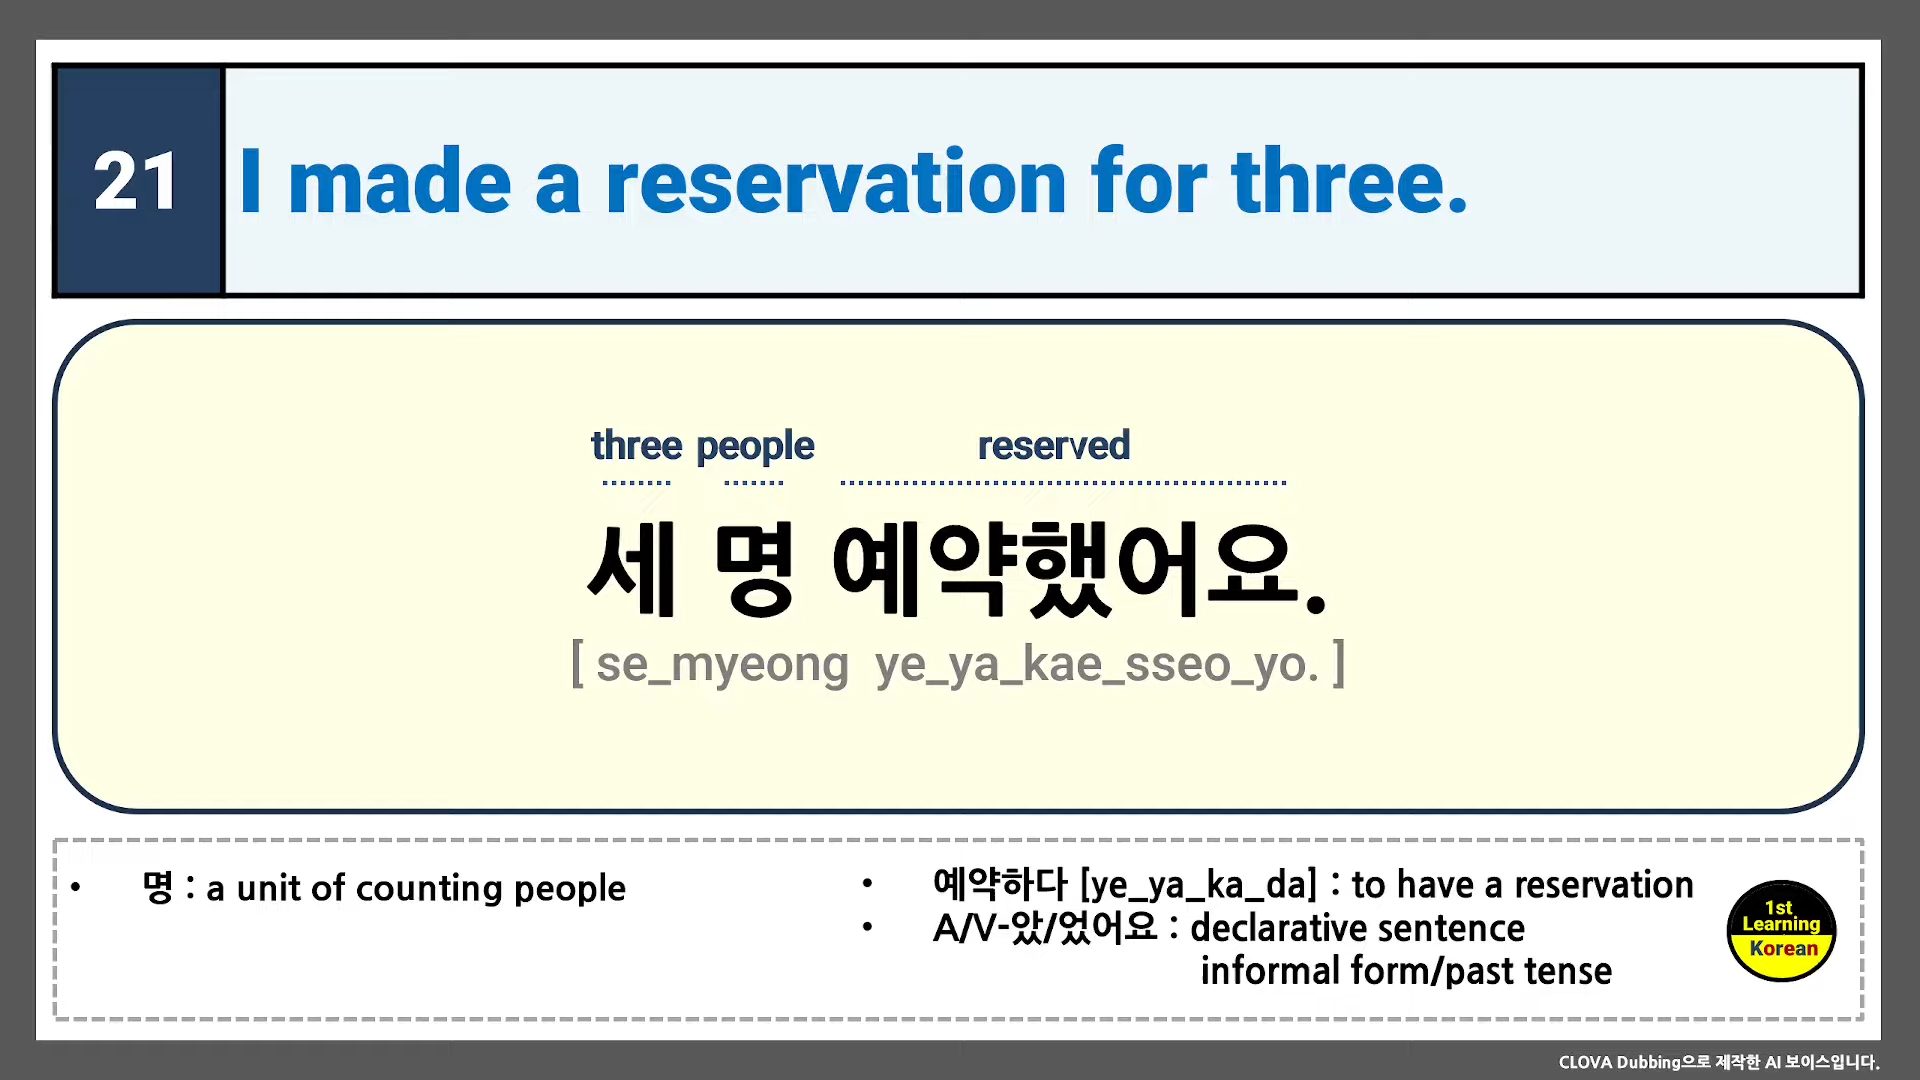 21
I made a reservation for three.
three people reserved
세 명 예약했어요.
[ se_myeong ye_ya_kae_sseo_yo. ]
• 명 : a unit of counting people
• 예약하다 [ye_ya_ka_da] : to have a reservation
• A/V-았/었어요 : declarative sentence
informal form/past tense
1st
Learning
Korean
CLOVA Dubbing으로 제작한 AI 보이스입니다.